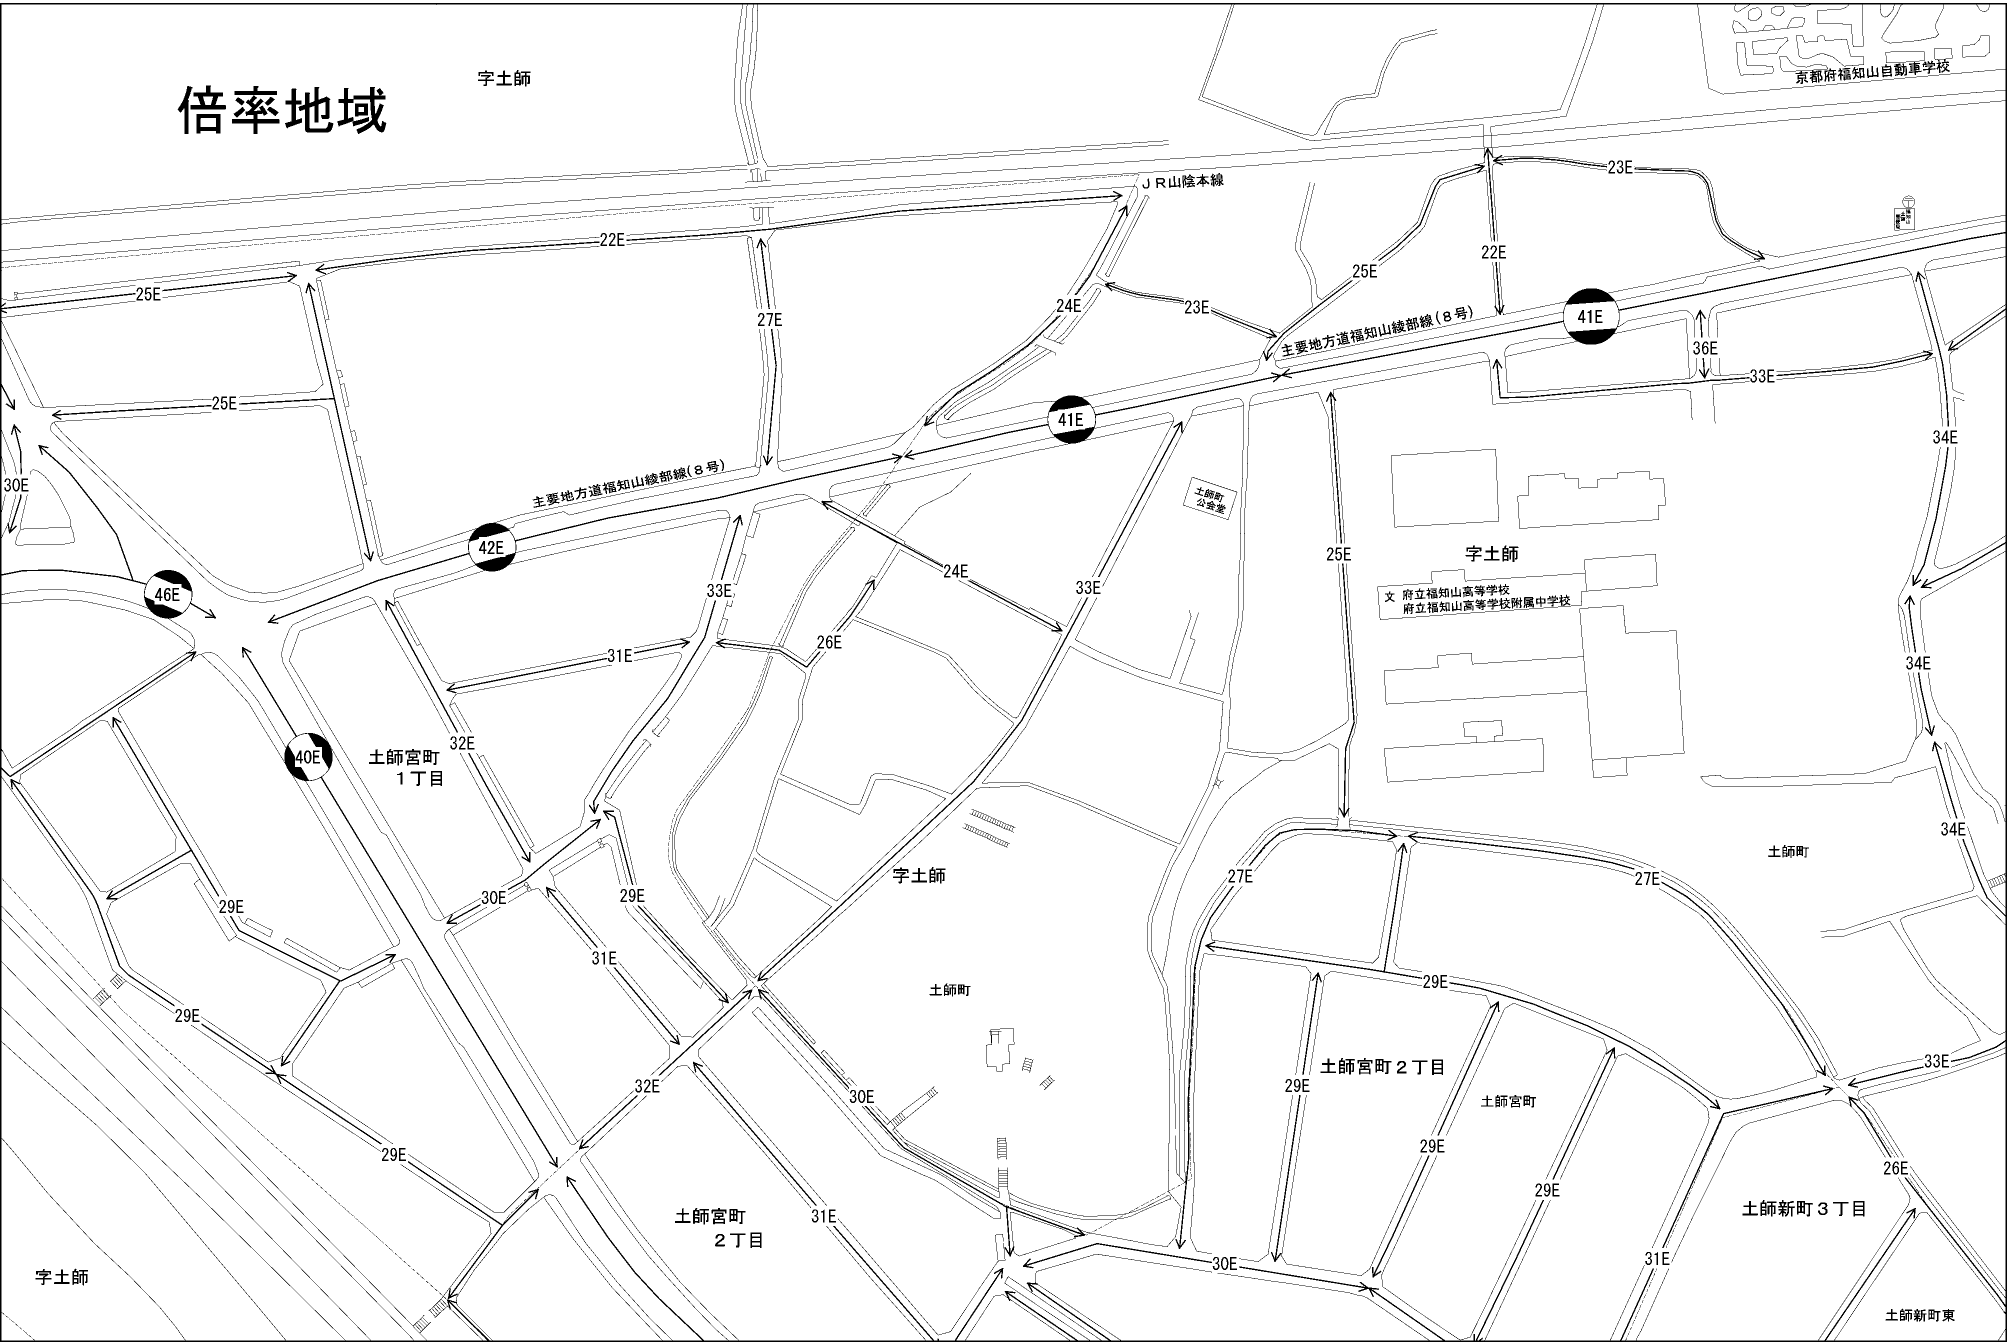 字土師
倍率地域
京都府福知山自動車学校
ＪＲ山陰本線
23E
22E
22E
25E
25E
27E
24E
23E
41E
主要地方道福知山綾部線(８号)
36E
33E
25E
41E
34E
30E
主要地方道福知山綾部線(８号)
土師町
公会堂
42E
25E
字土師
24E
33E
33E
46E
文 府立福知山高等学校
府立福知山高等学校附属中学校
26E
31E
34E
32E
40E
土師宮町
１丁目
34E
土師町
字土師
27E
27E
30E
29E
29E
31E
29E
土師町
29E
33E
土師宮町２丁目
32E
29E
30E
土師宮町
29E
29E
26E
29E
土師新町３丁目
土師宮町
２丁目
31E
30E
31E
字土師
土師新町東